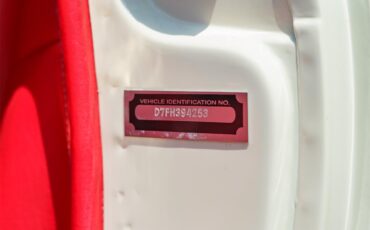 VEHICLE IDENTIFICATION NO.
D7FH394253